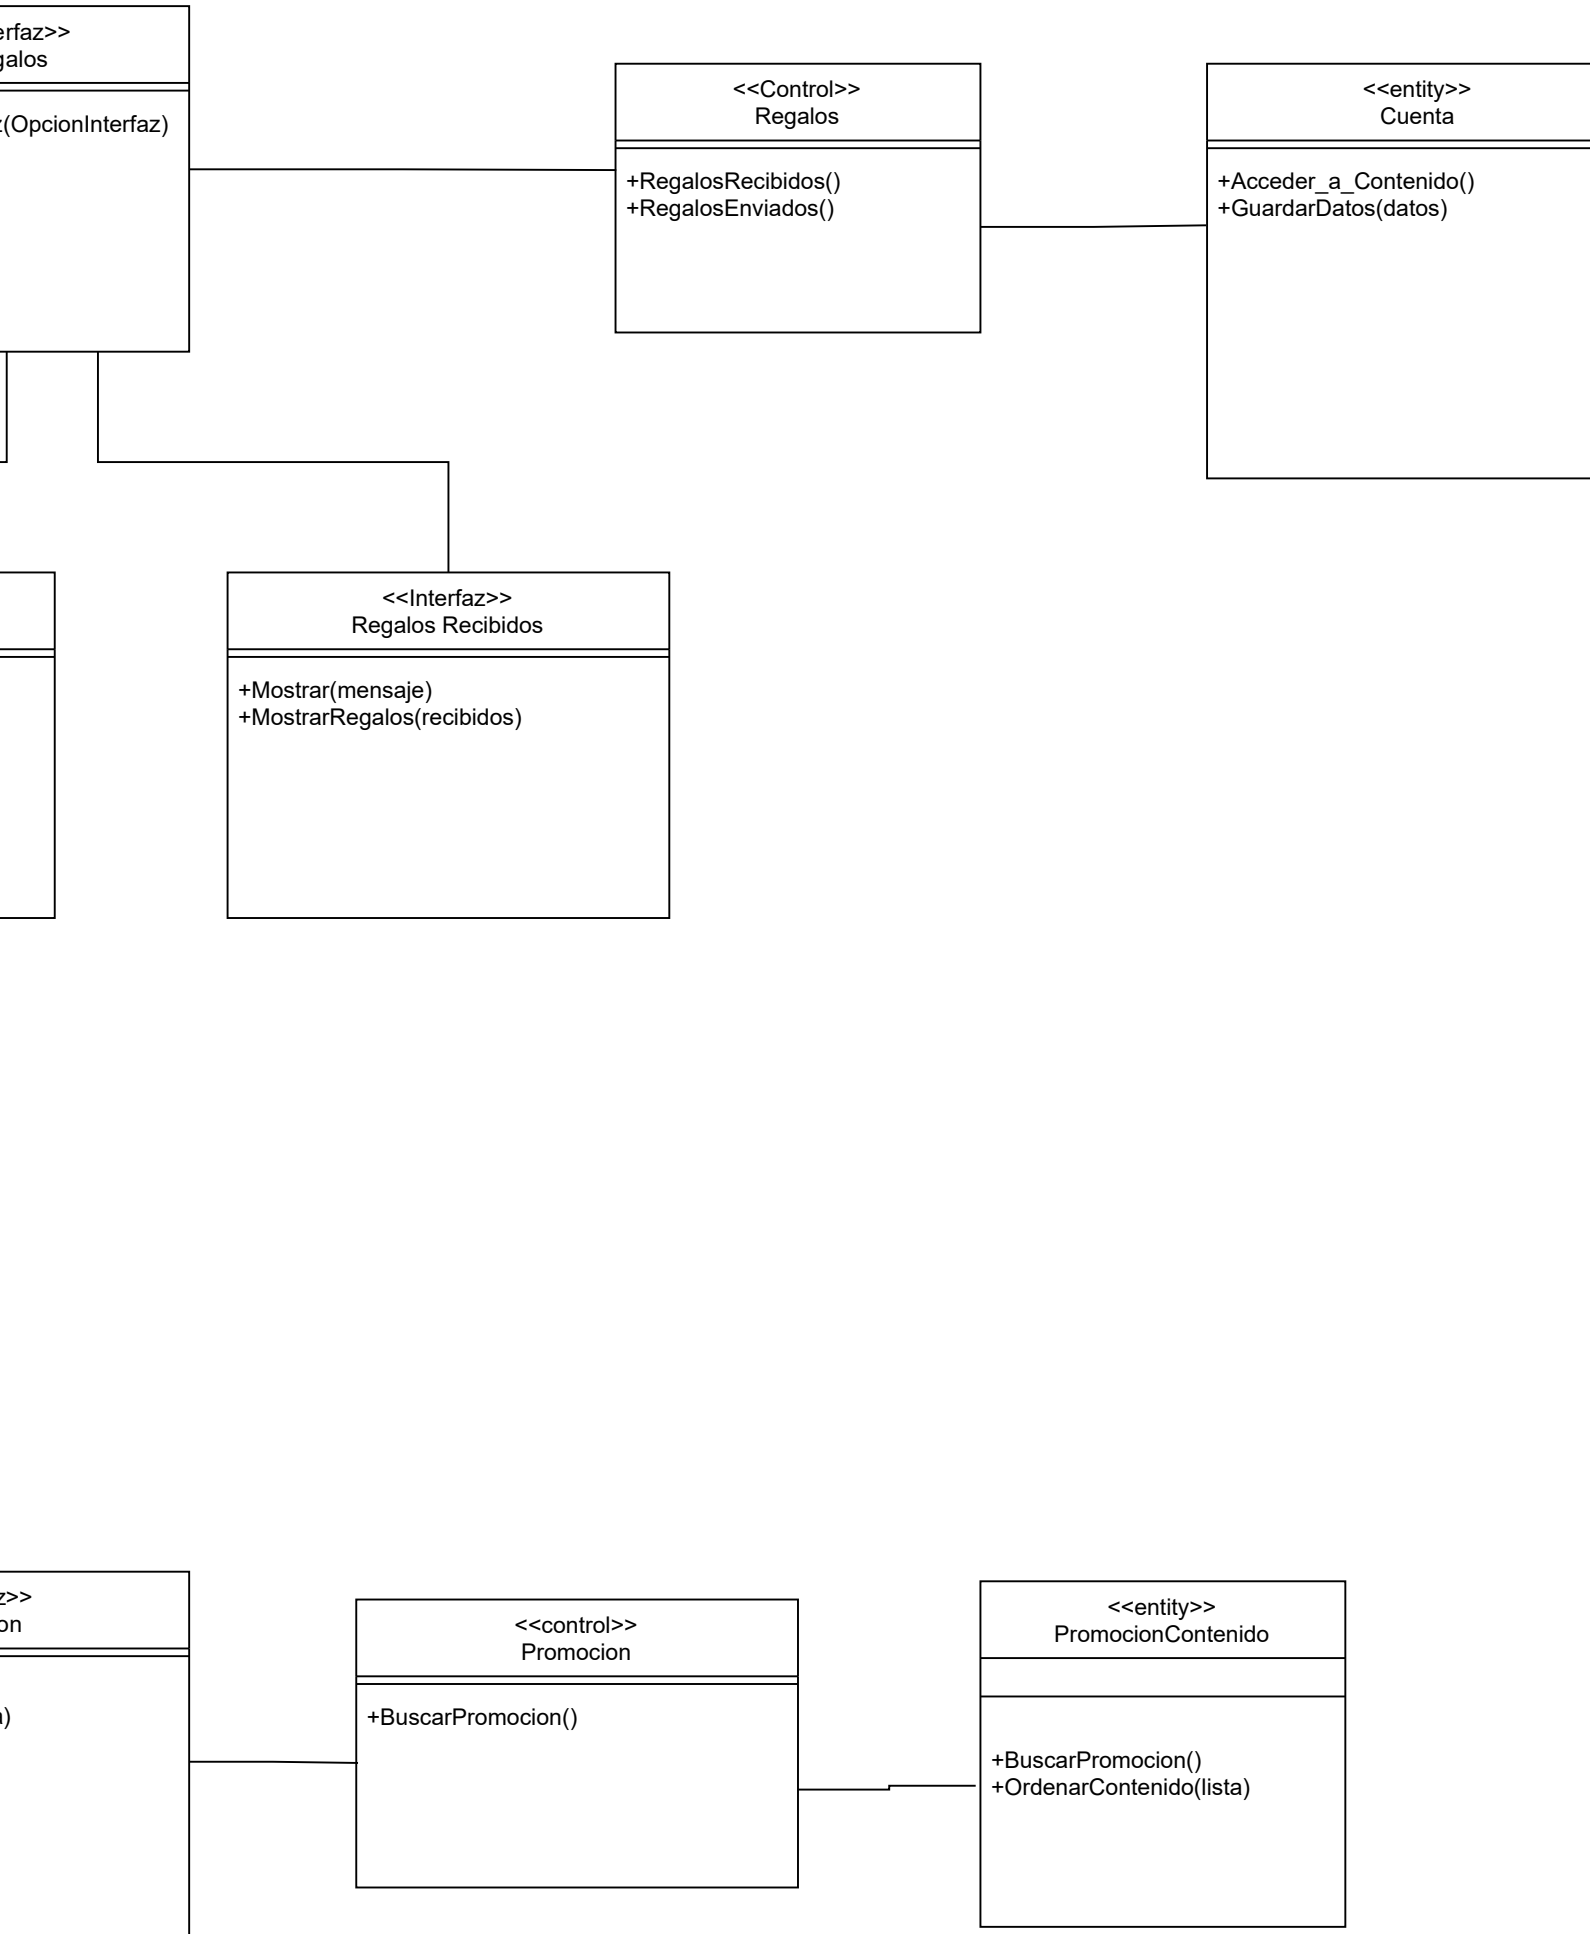 erfaz>>
galos
z(OpcionInterfaz)
<<Control>>
Regalos
+RegalosRecibidos()
+RegalosEnviados()
<<entity>>
Cuenta
+Acceder_a_Contenido()
+GuardarDatos(datos)
<<Interfaz>>
Regalos Recibidos
+Mostrar(mensaje)
+MostrarRegalos(recibidos)
z>>
on
a)
<<control>>
Promocion
+BuscarPromocion()
<<entity>>
PromocionContenido
+BuscarPromocion()
+OrdenarContenido(lista)